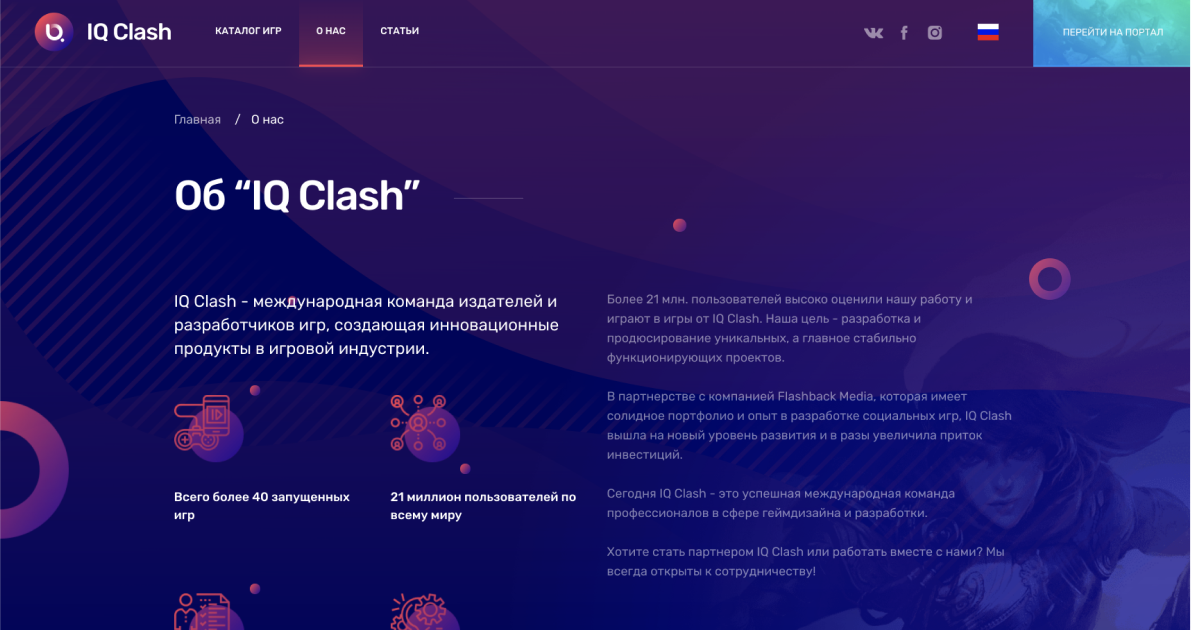 IQ Clash
КАТАЛОГ ИГР
О НАС
СТАТЬИ
ПЕРЕЙТИ НА ПОРТАЛ
Главная / О нас
Об “IQ Clash”
IQ Clash - международная команда издателей и
разработчиков игр, создающая инновационные
продукты в игровой индустрии.
Всего более 40 запущенных
игр
21 миллион пользователей по
всему миру
Более 21 млн. пользователей высоко оценили нашу работу и
играют в игры от IQ Clash. Наша цель - разработка и
продюсирование уникальных, а главное стабильно
функционирующих проектов.
В партнерстве с компанией Flashback Media, которая имеет
солидное портфолио и опыт в разработке социальных игр, IQ Clash
вышла на новый уровень развития и в разы увеличила приток
инвестиций.
Сегодня IQ Clash - это успешная международная команда
профессионалов в сфере геймдизайна и разработки.
Хотите стать партнером IQ Clash или работать вместе с нами? Мы
всегда открыты к сотрудничеству!